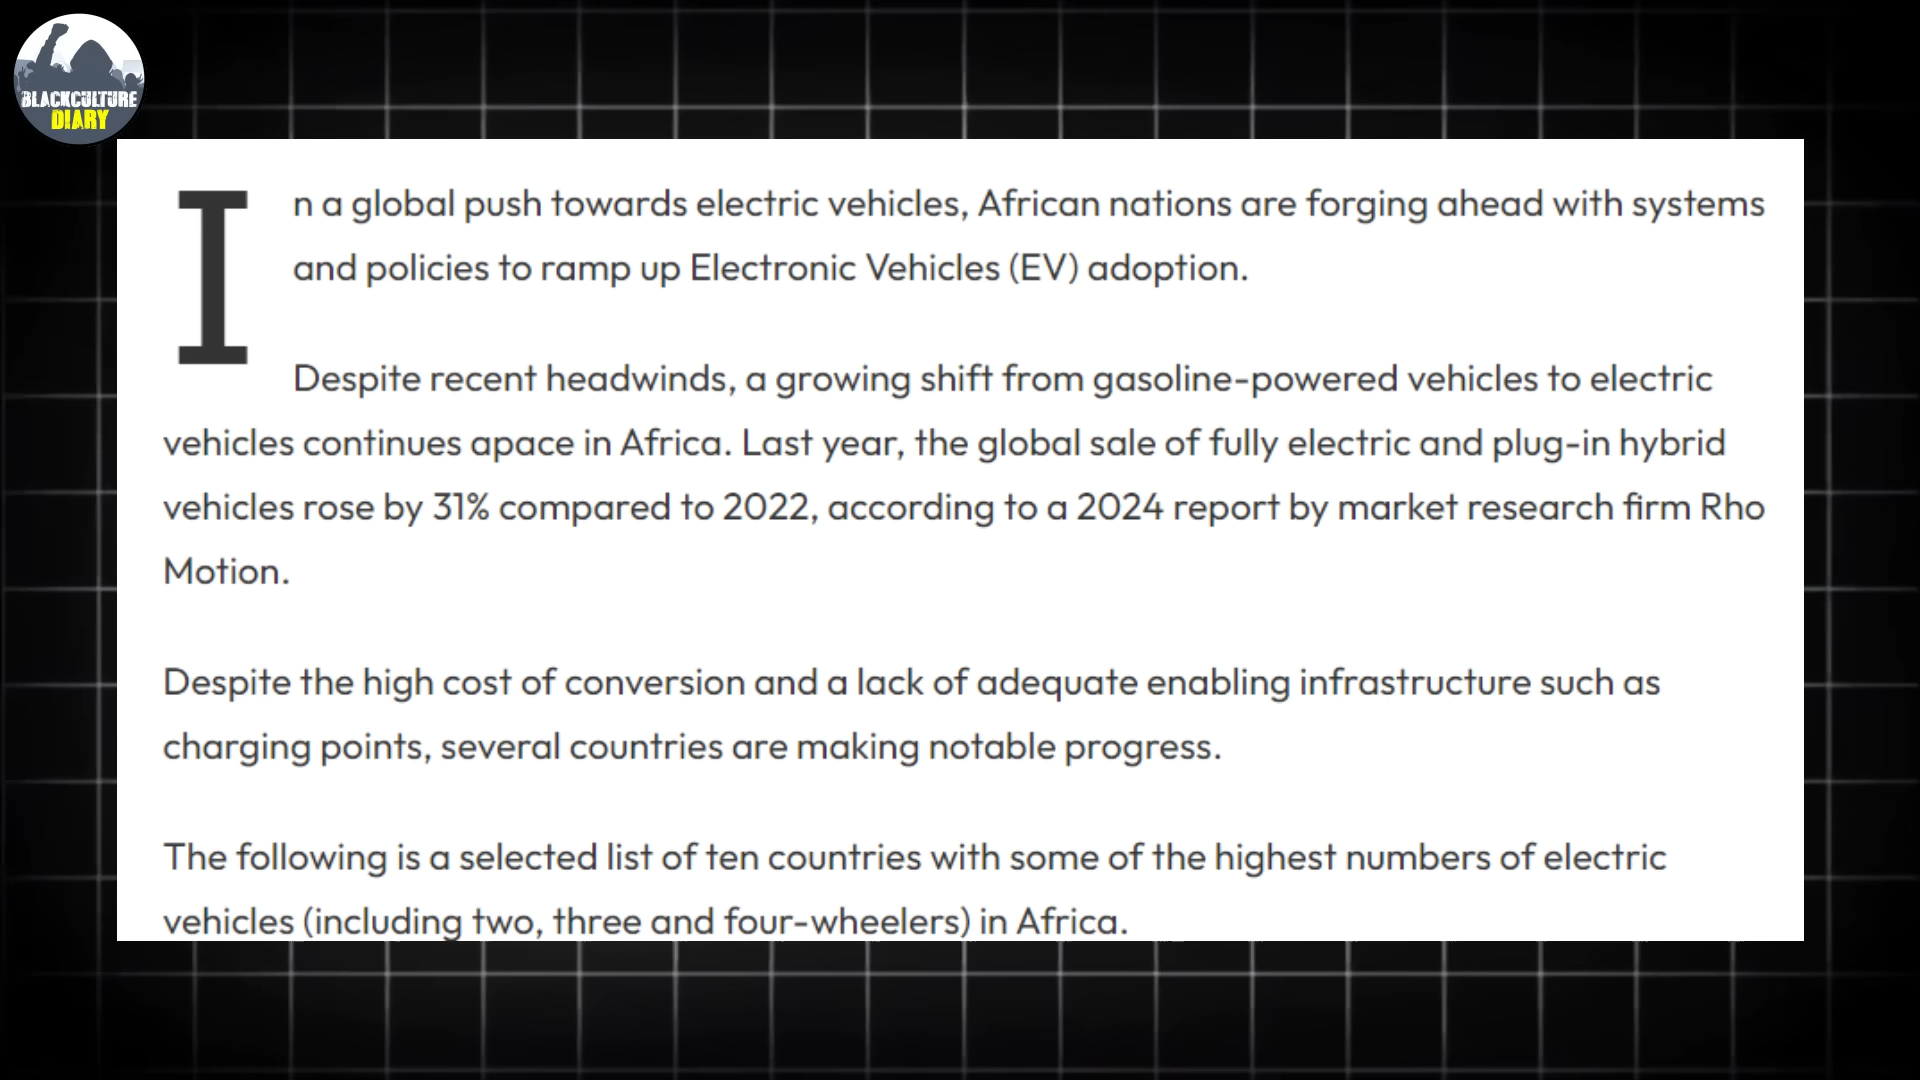 BLACKCULTURE
DIARY
In a global push towards electric vehicles, African nations are forging ahead with systems
and policies to ramp up Electronic Vehicles (EV) adoption.
Despite recent headwinds, a growing shift from gasoline-powered vehicles to electric
vehicles continues apace in Africa. Last year, the global sale of fully electric and plug-in hybrid
vehicles rose by 31% compared to 2022, according to a 2024 report by market research firm Rho
Motion.
Despite the high cost of conversion and a lack of adequate enabling infrastructure such as
charging points, several countries are making notable progress.
The following is a selected list of ten countries with some of the highest numbers of electric
vehicles (including two, three and four-wheelers) in Africa.